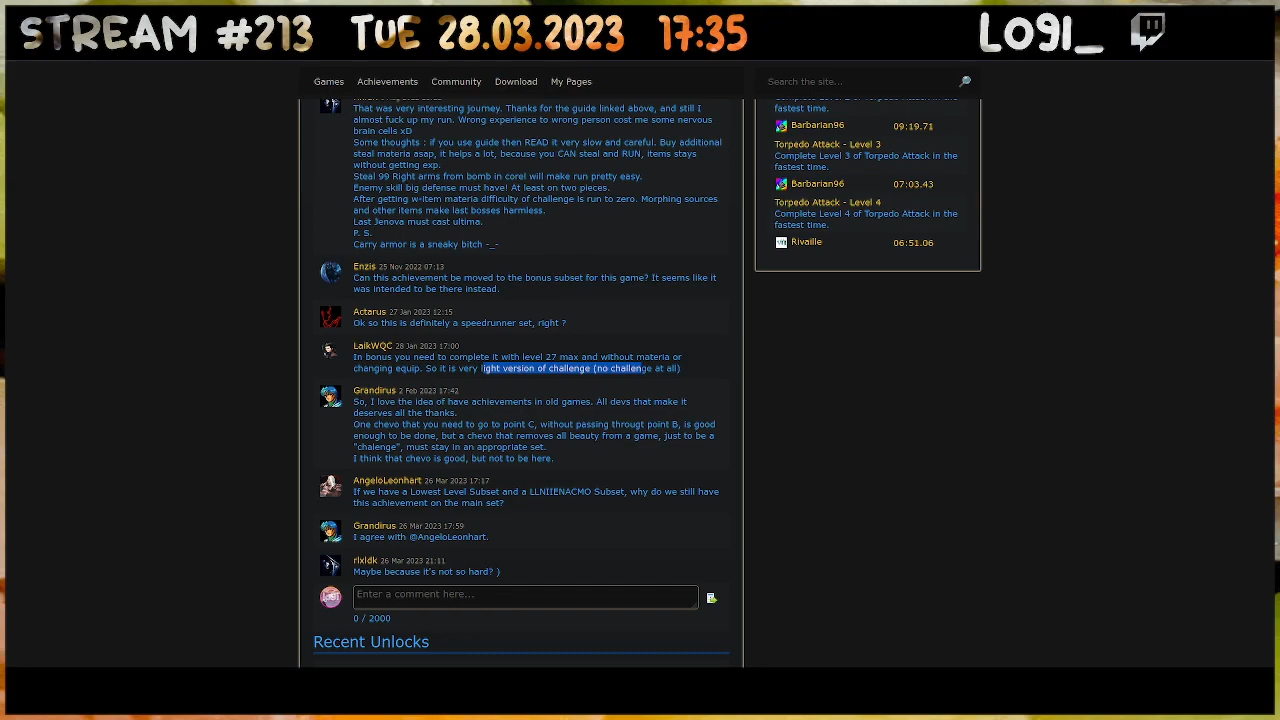 STREAM #213 TUE 28.03.2023 17:35 LO9I_
Games Achievements Community Download My Pages
Search the site...
That was very interesting journey. Thanks for the guide linked above, and still I
almost fuck up my run. Wrong experience to wrong person cost me some nervous
brain cells xD
Some thoughts : if you use guide then READ it very slow and careful. Buy additional
steal materia asap, it helps a lot, because you CAN steal and RUN, items stays
without getting exp.
Steal 99 Right arms from bomb in corel will make run pretty easy.
Enemy skill big defense must have! At least on two pieces.
After getting w-item materia difficulty of challenge is run to zero. Morphing sources
and other items make last bosses harmless.
Last Jenova must cast ultima.
P. S.
Carry armor is a sneaky bitch -_-
Enzis 25 Nov 2022 07:13
Can this achievement be moved to the bonus subset for this game? It seems like it
was intended to be there instead.
Actarus 27 Jan 2023 12:15
Ok so this is definitely a speedrunner set, right ?
LaikWQC 28 Jan 2023 17:00
In bonus you need to complete it with level 27 max and without materia or
changing equip. So it is very light version of challenge (no challenge at all)
Grandirus 2 Feb 2023 17:42
So, I love the idea of have achievements in old games. All devs that make it
deserves all the thanks.
One chevo that you need to go to point C, without passing througt point B, is good
enough to be done, but a chevo that removes all beauty from a game, just to be a
"chalenge", must stay in an appropriate set.
I think that chevo is good, but not to be here.
AngeloLeonhart 26 Mar 2023 17:17
If we have a Lowest Level Subset and a LLNIIENACMO Subset, why do we still have
this achievement on the main set?
Grandirus 26 Mar 2023 17:59
I agree with @AngeloLeonhart.
rlxldk 26 Mar 2023 21:11
Maybe because it's not so hard? )
Enter a comment here...
0 / 2000
Recent Unlocks
fastest time.
Barbarian96 09:19.71
Torpedo Attack - Level 3
Complete Level 3 of Torpedo Attack in the
fastest time.
Barbarian96 07:03.43
Torpedo Attack - Level 4
Complete Level 4 of Torpedo Attack in the
fastest time.
Rivaille 06:51.06